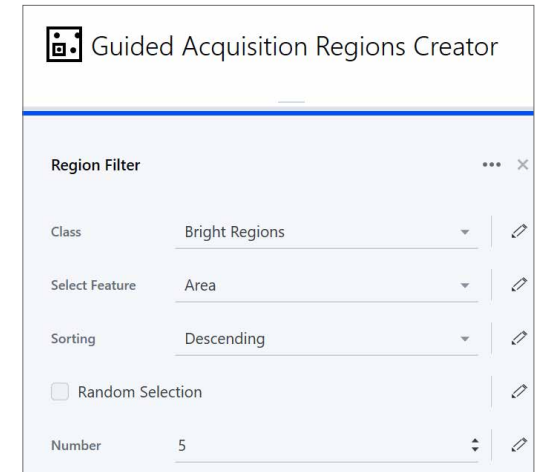 Guided Acquisition Regions Creator
Region Filter
Class Bright Regions
Select Feature Area
Sorting Descending
Random Selection
Number 5